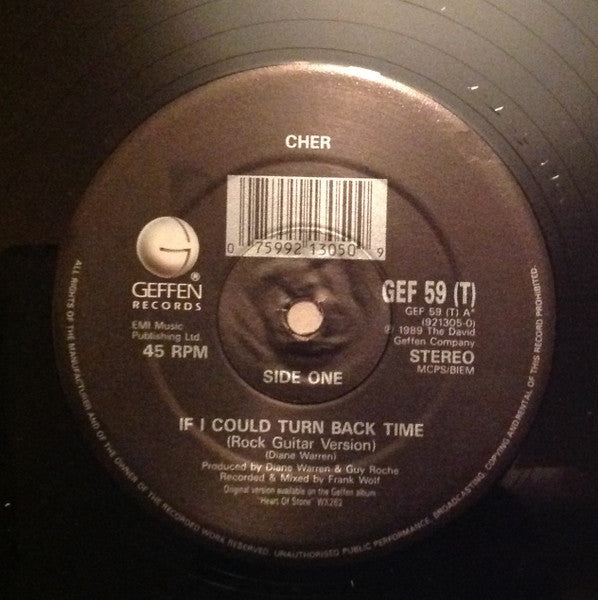 CHER
0 75992 13050 9
G
®
GEFFEN
RECORDS
EMI Music
Publishing Ltd.
45 RPM
GEF 59 (T)
GEF 59 (T) A*
(921305-0)
℗ 1989 The David
Geffen Company
STEREO
MCPS/BIEM
SIDE ONE
IF I COULD TURN BACK TIME
(Rock Guitar Version)
(Diane Warren)
Produced by Diane Warren & Guy Roche
Recorded & Mixed by Frank Wolf
Original version available on the Geffen album
"Heart Of Stone" WX262
ALL RIGHTS OF THE MANUFACTURER AND OF THE OWNER OF THE RECORDED WORK RESERVED. UNAUTHORISED PUBLIC PERFORMANCE, BROADCASTING, COPYING AND RENTAL OF THIS RECORD PROHIBITED.